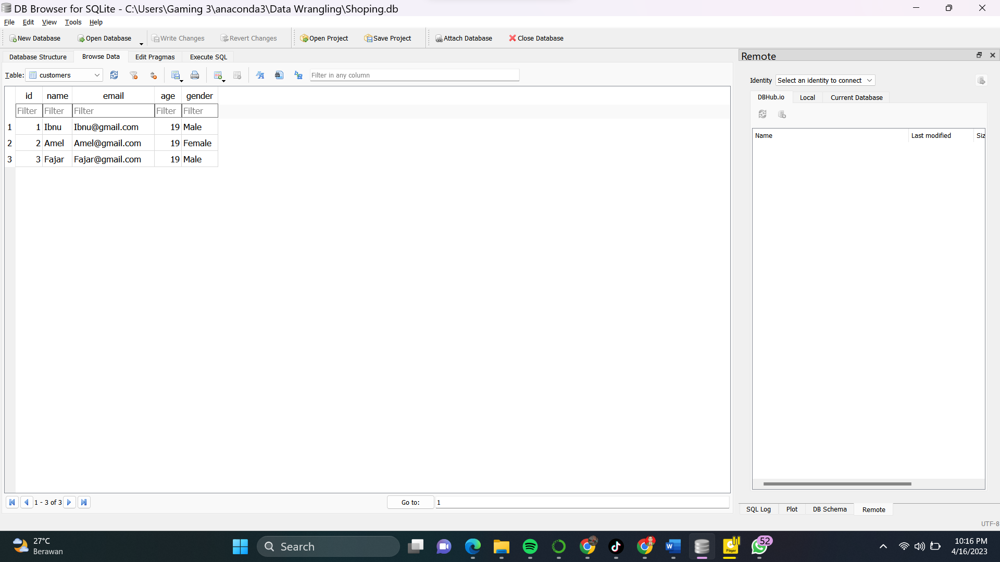 DB Browser for SQLite - C:\Users\Gaming 3\anaconda3\Data Wrangling\Shoping.db
File Edit View Tools Help
New Database Open Database Write Changes Revert Changes Open Project Save Project Attach Database Close Database
Database Structure Browse Data Edit Pragmas Execute SQL
Table: customers Filter in any column
id name email age gender
Filter Filter Filter Filter Filter
1 1 Ibnu Ibnu@gmail.com 19 Male
2 2 Amel Amel@gmail.com 19 Female
3 3 Fajar Fajar@gmail.com 19 Male
1 - 3 of 3 Go to: 1
Remote
Identity Select an identity to connect
DBHub.io Local Current Database
Name Last modified Siz
SQL Log Plot DB Schema Remote
UTF-8
27°C
Berawan
Search
W
Player
52
10:16 PM
4/16/2023